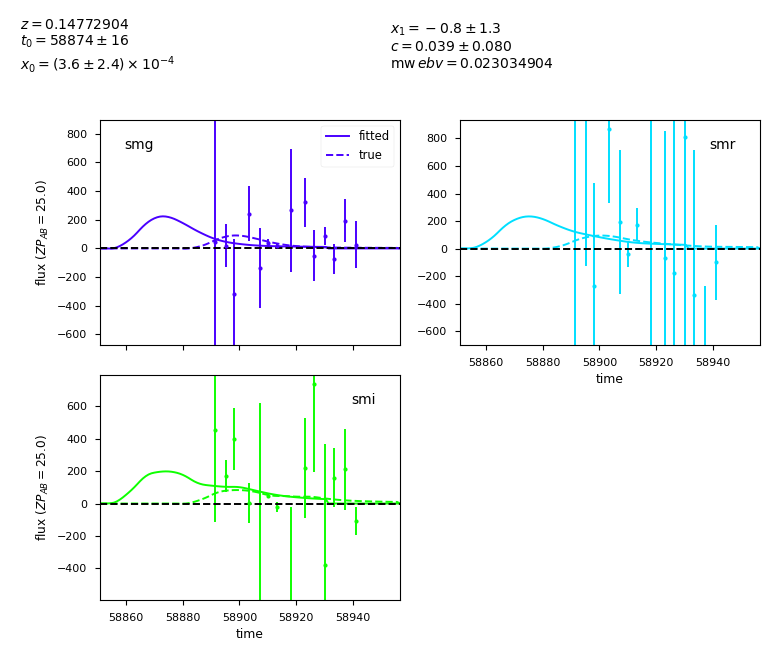 z = 0.14772904
t₀ = 58874 ± 16
x₀ = (3.6 ± 2.4) × 10⁻⁴
x₁ = − 0.8 ± 1.3
c = 0.039 ± 0.080
mw ebv = 0.023034904
smg
fitted
true
flux (ZP_AB = 25.0)
800
600
400
200
0
−200
−400
−600
smr
800
600
400
200
0
−200
−400
−600
58860 58880 58900 58920 58940
time
smi
flux (ZP_AB = 25.0)
600
400
200
0
−200
−400
58860 58880 58900 58920 58940
time